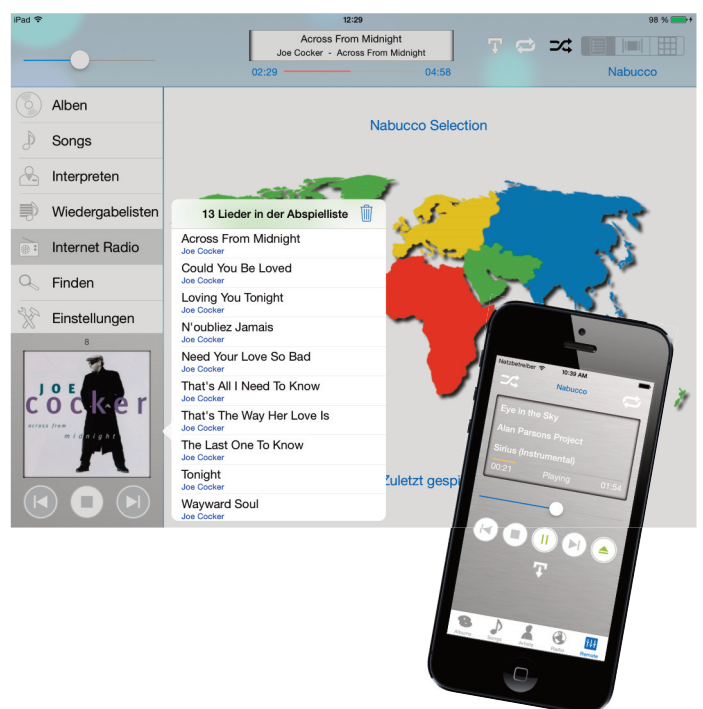 iPad 12:29 98 %
Across From Midnight
Joe Cocker - Across From Midnight
02:29 04:58
Nabucco
Alben
Songs
Interpreten
Wiedergabelisten
Internet Radio
Finden
Einstellungen
8
JOE
cocker
across from
midnight
Nabucco Selection
13 Lieder in der Abspielliste
Across From Midnight
Joe Cocker
Could You Be Loved
Joe Cocker
Loving You Tonight
Joe Cocker
N'oubliez Jamais
Joe Cocker
Need Your Love So Bad
Joe Cocker
That's All I Need To Know
Joe Cocker
That's The Way Her Love Is
Joe Cocker
The Last One To Know
Joe Cocker
Tonight
Joe Cocker
Wayward Soul
Joe Cocker
Zuletzt gespi
Netzbetreiber 10:39 AM
Nabucco
Eye in the Sky
Alan Parsons Project
Sirius (Instrumental)
00:21 Playing 01:54
Albums Songs Artists Radio Remote